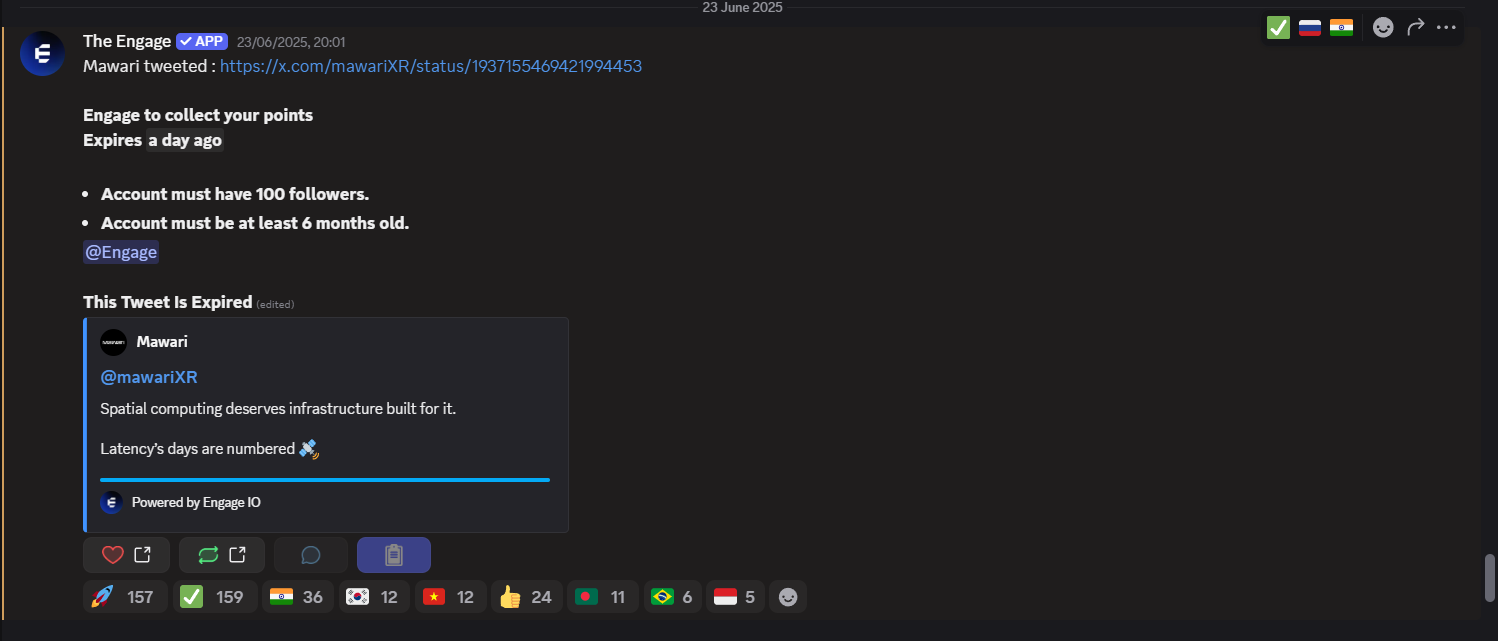 23 June 2025
The Engage APP 23/06/2025, 20:01
Mawari tweeted : https://x.com/mawariXR/status/1937155469421994453
Engage to collect your points
Expires a day ago
• Account must have 100 followers.
• Account must be at least 6 months old.
@Engage
This Tweet Is Expired (edited)
Mawari
@mawariXR
Spatial computing deserves infrastructure built for it.
Latency’s days are numbered 🛰️
Powered by Engage IO
157 159 36 12 12 24 11 6 5